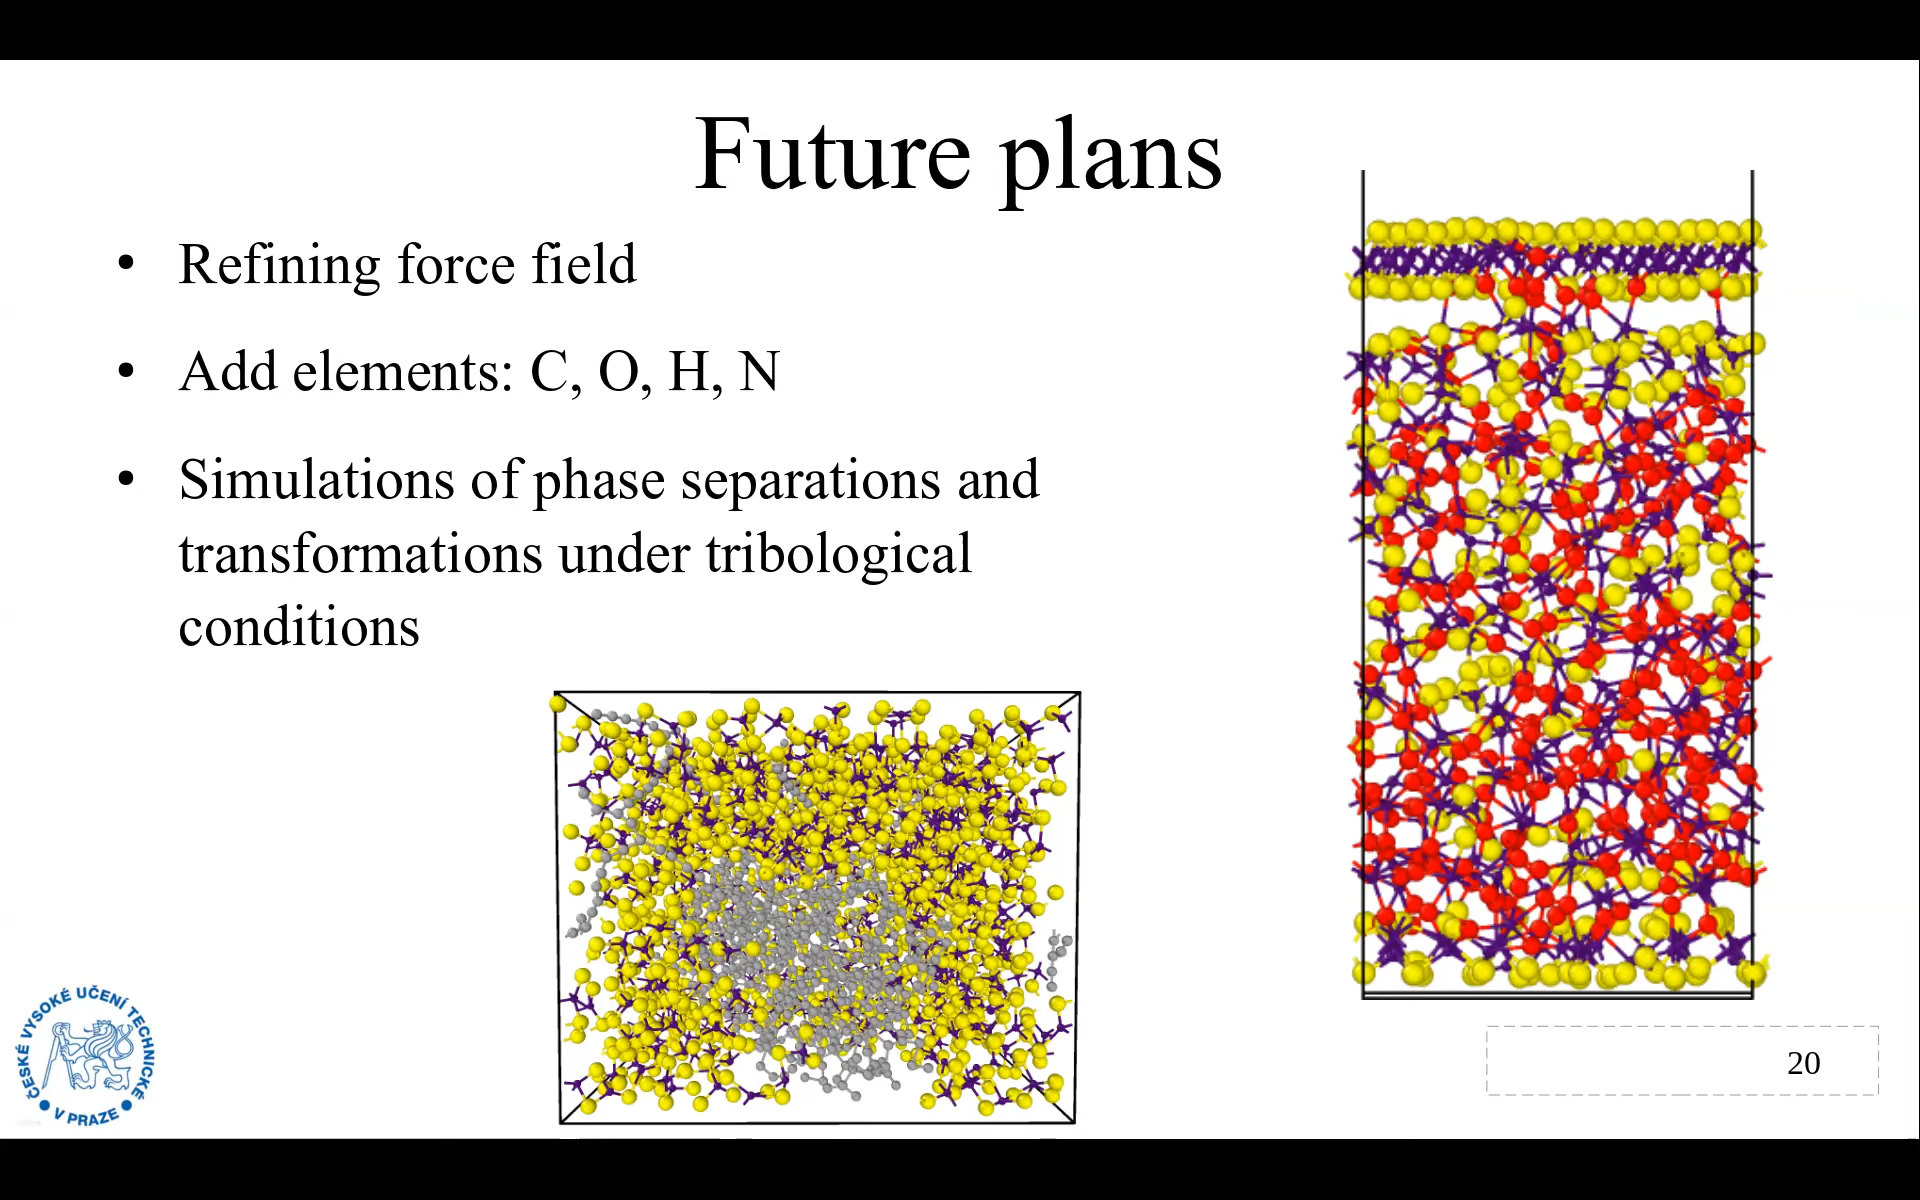 Future plans
• Refining force field
• Add elements: C, O, H, N
• Simulations of phase separations and
transformations under tribological
conditions
ČESKÉ VYSOKÉ UČENÍ TECHNICKÉ
V PRAZE
20